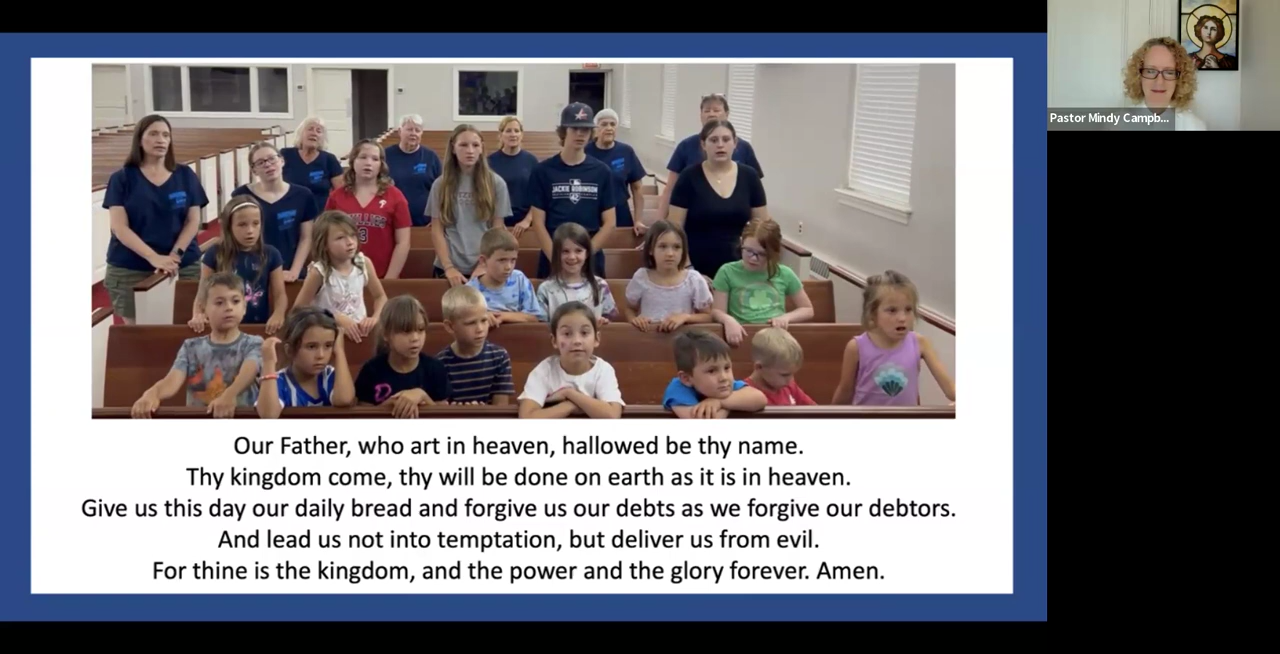 Pastor Mindy Campb...
JACKIE ROBINSON
42
Our Father, who art in heaven, hallowed be thy name.
Thy kingdom come, thy will be done on earth as it is in heaven.
Give us this day our daily bread and forgive us our debts as we forgive our debtors.
And lead us not into temptation, but deliver us from evil.
For thine is the kingdom, and the power and the glory forever. Amen.